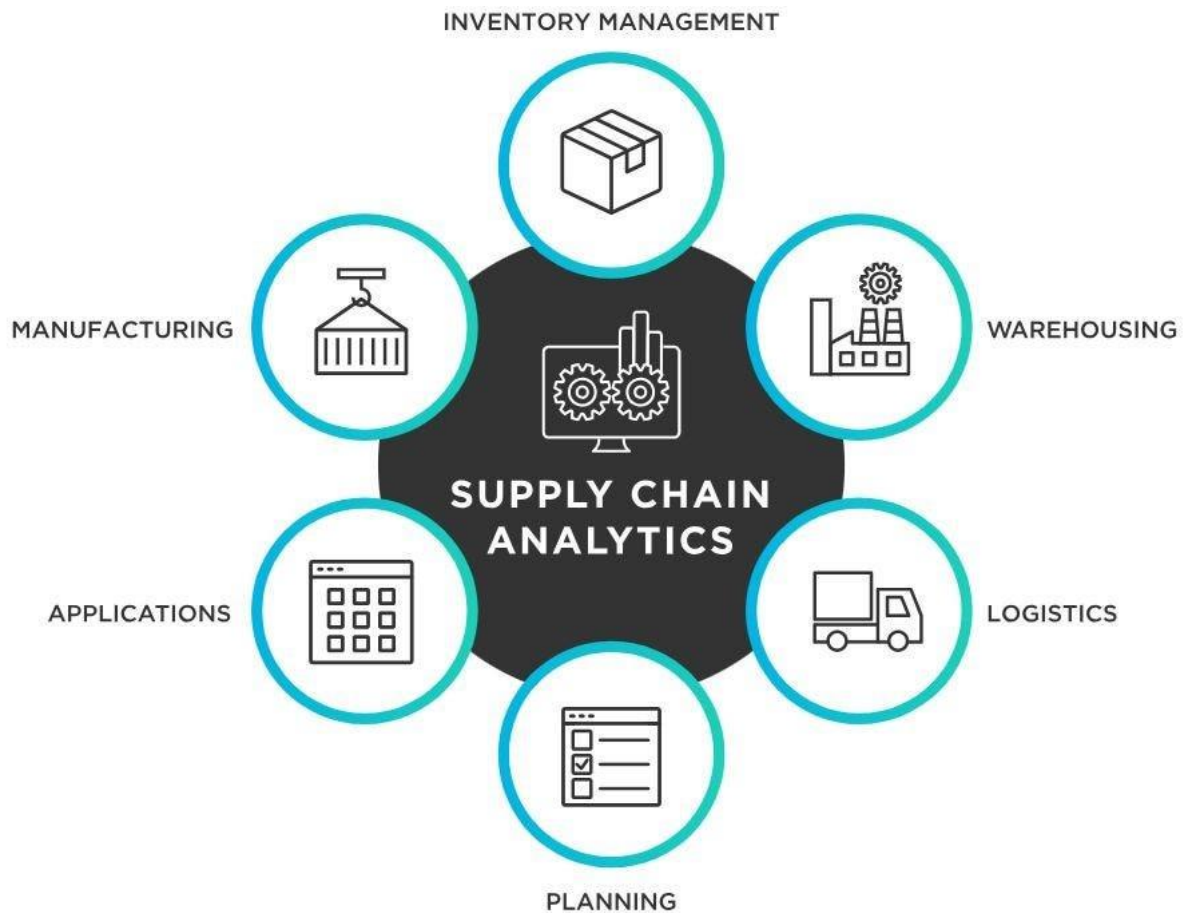 INVENTORY MANAGEMENT
MANUFACTURING
WAREHOUSING
SUPPLY CHAIN
ANALYTICS
APPLICATIONS
LOGISTICS
PLANNING